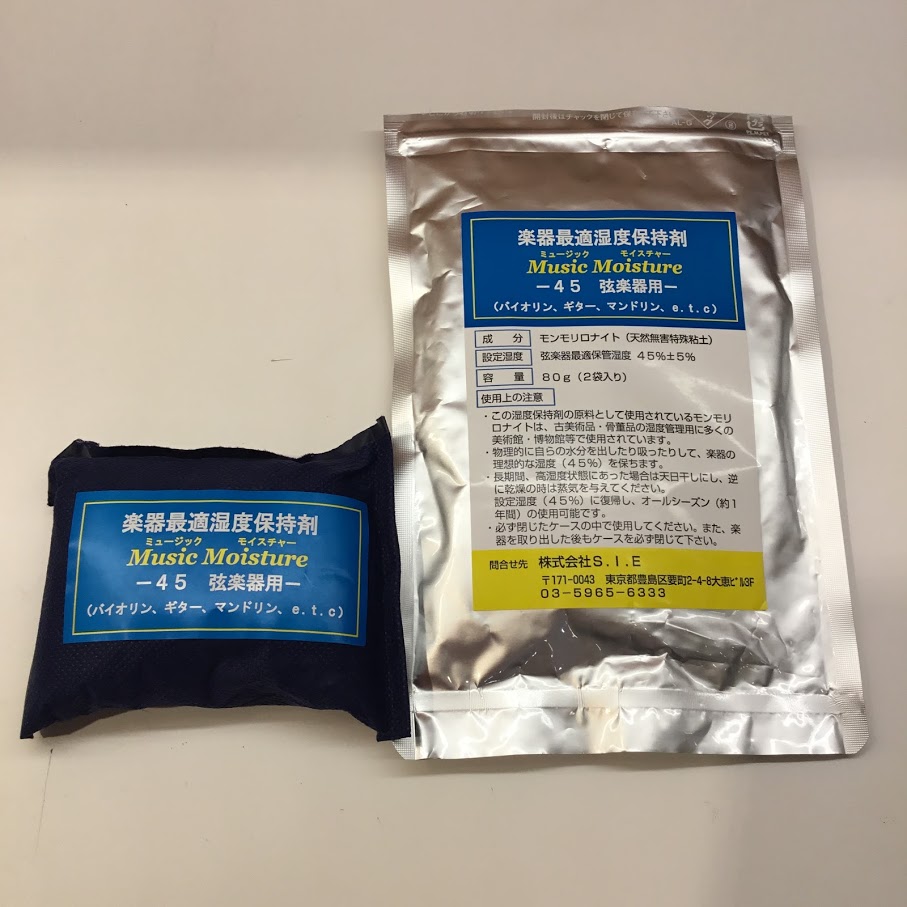 楽器最適湿度保持剤
ミュージック モイスチャー
Music Moisture
－45 弦楽器用－
(バイオリン、ギター、マンドリン、e.t.c)
開封後はチャックを閉じて
楽器最適湿度保持剤
ミュージック モイスチャー
Music Moisture
－45 弦楽器用－
(バイオリン、ギター、マンドリン、e.t.c)
成 分 モンモリロナイト（天然無害特殊粘土）
設定湿度 弦楽器最適保管湿度 45%±5%
容 量 80g（2袋入り）
使用上の注意
・この湿度保持剤の原料として使用されているモンモリ
ロナイトは、古美術品・骨董品の湿度管理用に多くの
美術館・博物館等で使用されています。
・物理的に自らの水分を出したり吸ったりして、楽器の
理想的な湿度（45%）を保ちます。
・長期間、高湿度状態にあった場合は天日干しにし、逆
に乾燥の時は蒸気を与えてください。
設定湿度（45%）に復帰し、オールシーズン（約1
年間）の使用可能です。
・必ず閉じたケースの中で使用してください。また、楽
器を取り出した後もケースを必ず閉じて下さい。
問合せ先 株式会社S.I.E
〒171-0043 東京都豊島区要町2-4-8大恵ビル3F
03-5965-6333